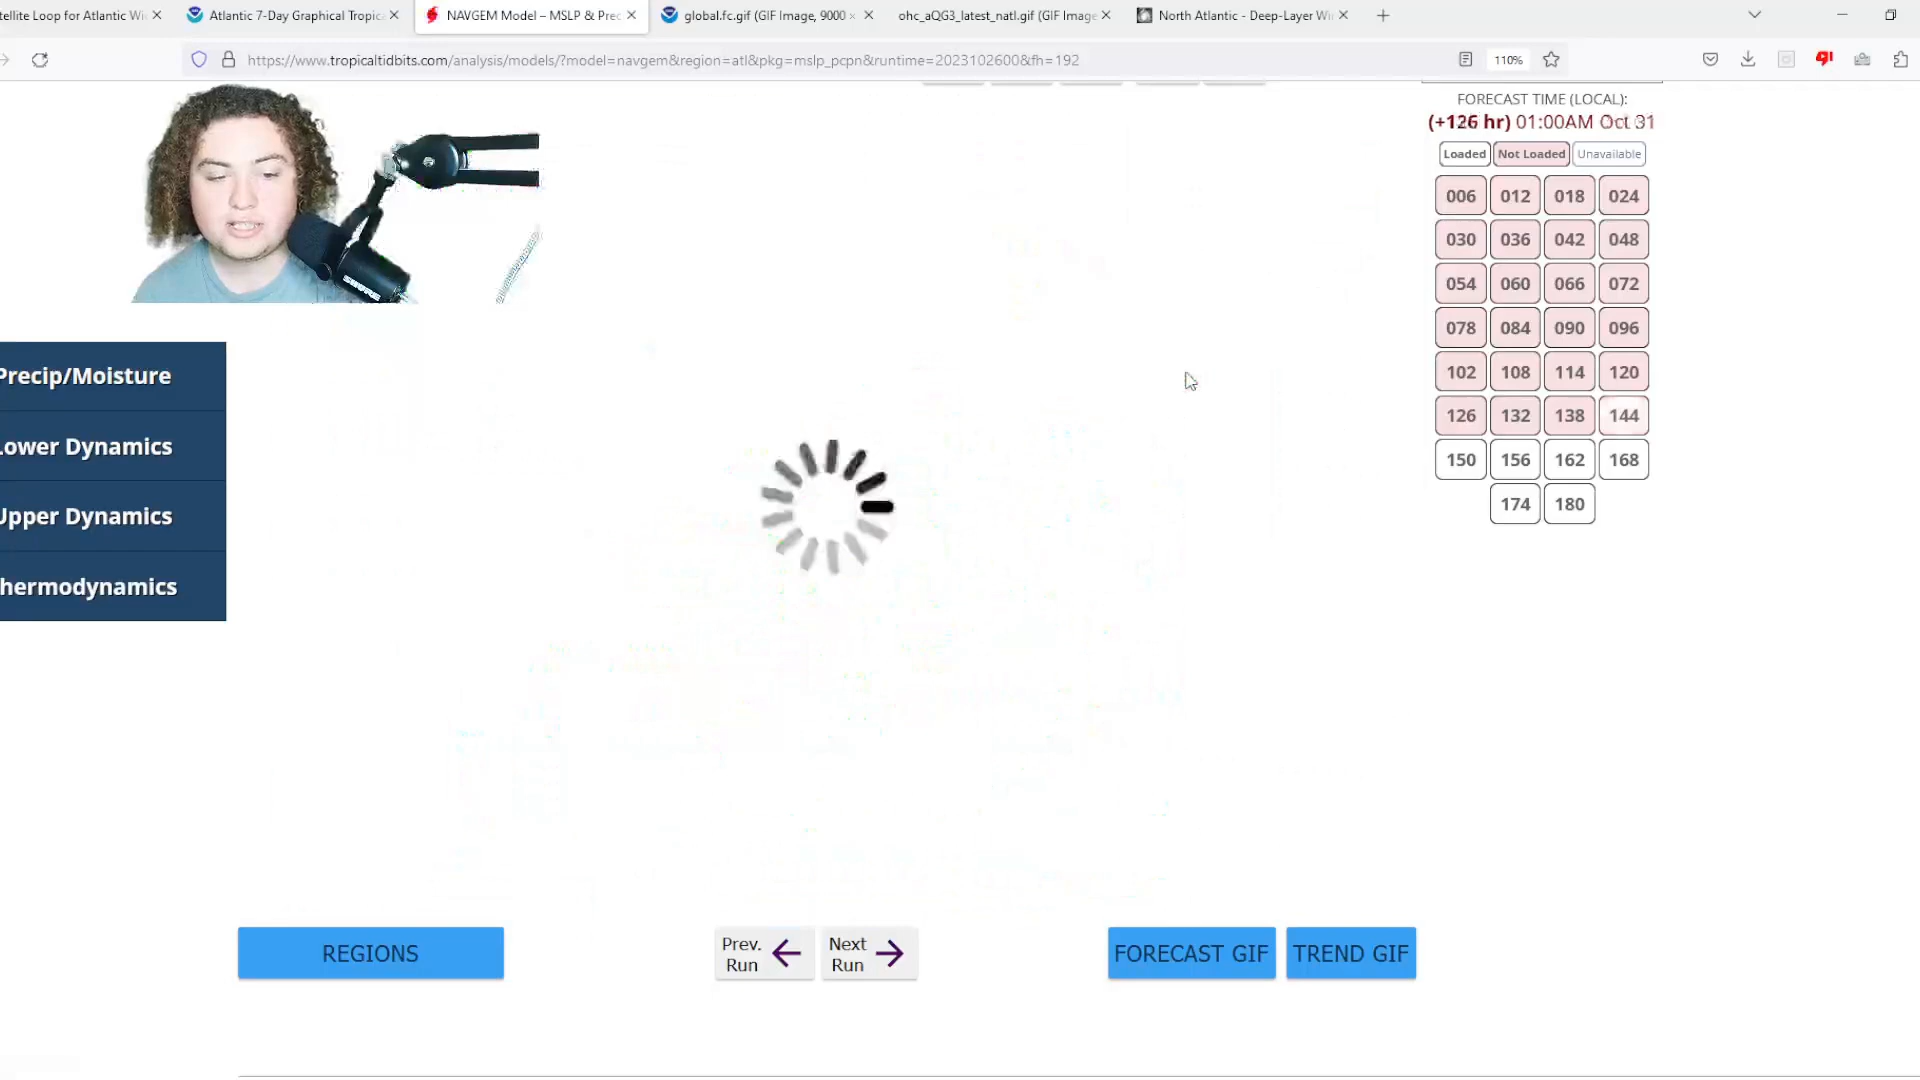 tellite Loop for Atlantic Wi
Atlantic 7-Day Graphical Tropic
NAVGEM Model – MSLP & Prec
global.fc.gif (GIF Image, 9000 ×
ohc_aQG3_latest_natl.gif (GIF Image
North Atlantic - Deep-Layer Wi
https://www.tropicaltidbits.com/analysis/models/?model=navgem&region=atl&pkg=mslp_pcpn&runtime=2023102600&fh=192
110%
FORECAST TIME (LOCAL):
(+126 hr) 01:00AM Oct 31
Loaded Not Loaded Unavailable
006 012 018 024
030 036 042 048
054 060 066 072
078 084 090 096
102 108 114 120
126 132 138 144
150 156 162 168
174 180
SHURE
Precip/Moisture
Lower Dynamics
Upper Dynamics
hermodynamics
REGIONS
Prev. Run
Next Run
FORECAST GIF
TREND GIF